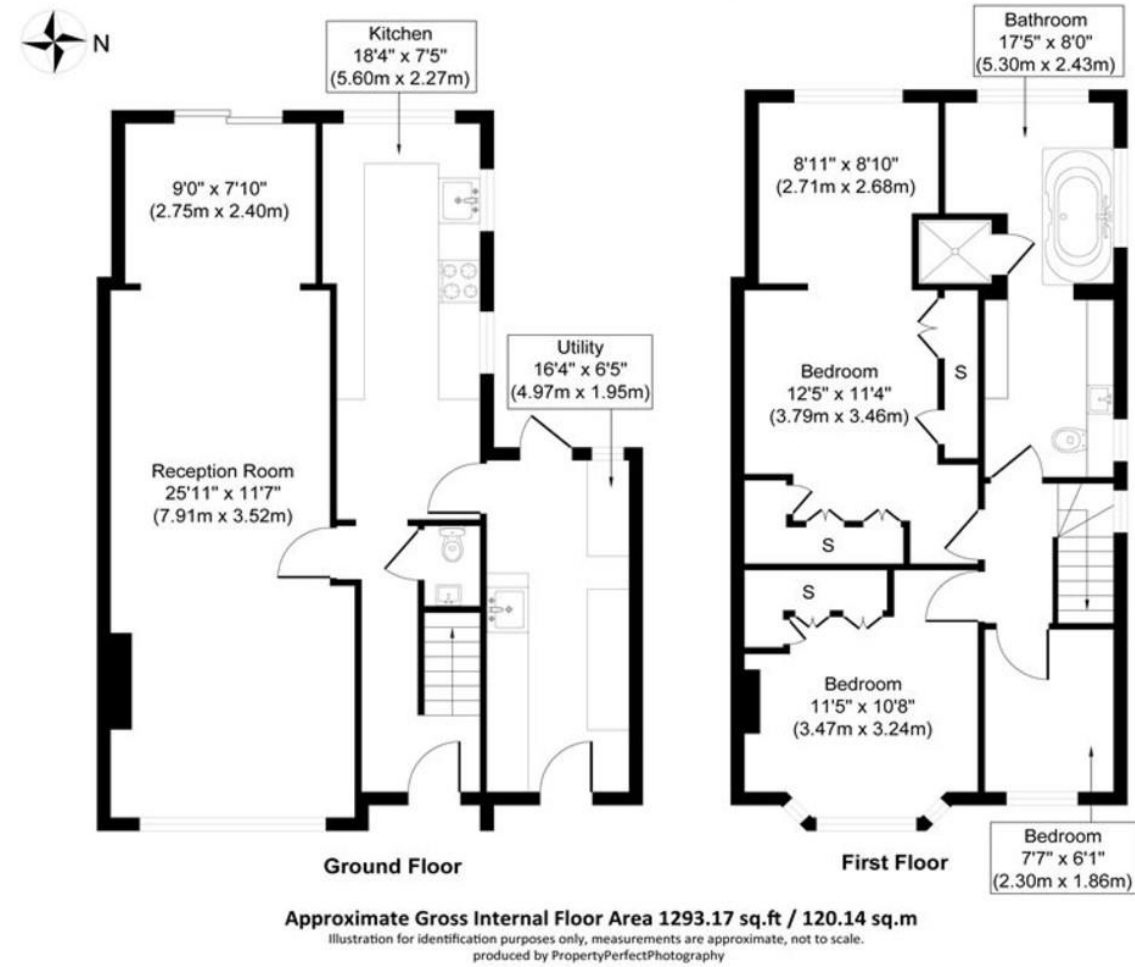 N
Kitchen
18'4" x 7'5"
(5.60m x 2.27m)
9'0" x 7'10"
(2.75m x 2.40m)
Utility
16'4" x 6'5"
(4.97m x 1.95m)
Reception Room
25'11" x 11'7"
(7.91m x 3.52m)
Ground Floor
Bathroom
17'5" x 8'0"
(5.30m x 2.43m)
8'11" x 8'10"
(2.71m x 2.68m)
Bedroom
12'5" x 11'4"
(3.79m x 3.46m)
S
S
S
Bedroom
11'5" x 10'8"
(3.47m x 3.24m)
Bedroom
7'7" x 6'1"
(2.30m x 1.86m)
First Floor
Approximate Gross Internal Floor Area 1293.17 sq.ft / 120.14 sq.m
Illustration for identification purposes only, measurements are approximate, not to scale.
produced by PropertyPerfectPhotography